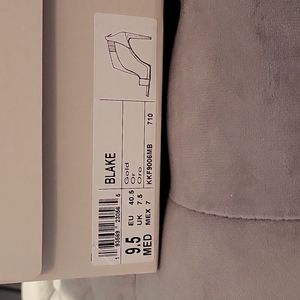 BLAKE
Gold
Or
Oro
KKF9006MB
710
EU 40.5
UK 7.5
MEX 7
9.5
MED